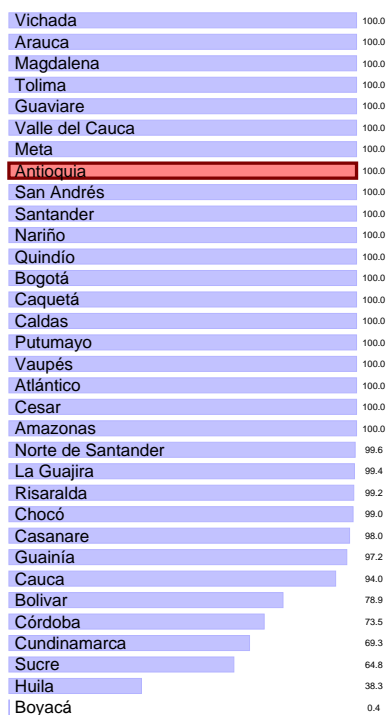 Vichada 100.0
Arauca 100.0
Magdalena 100.0
Tolima 100.0
Guaviare 100.0
Valle del Cauca 100.0
Meta 100.0
Antioquia 100.0
San Andrés 100.0
Santander 100.0
Nariño 100.0
Quindío 100.0
Bogotá 100.0
Caquetá 100.0
Caldas 100.0
Putumayo 100.0
Vaupés 100.0
Atlántico 100.0
Cesar 100.0
Amazonas 100.0
Norte de Santander 99.6
La Guajira 99.4
Risaralda 99.2
Chocó 99.0
Casanare 98.0
Guainía 97.2
Cauca 94.0
Bolivar 78.9
Córdoba 73.5
Cundinamarca 69.3
Sucre 64.8
Huila 38.3
Boyacá 0.4